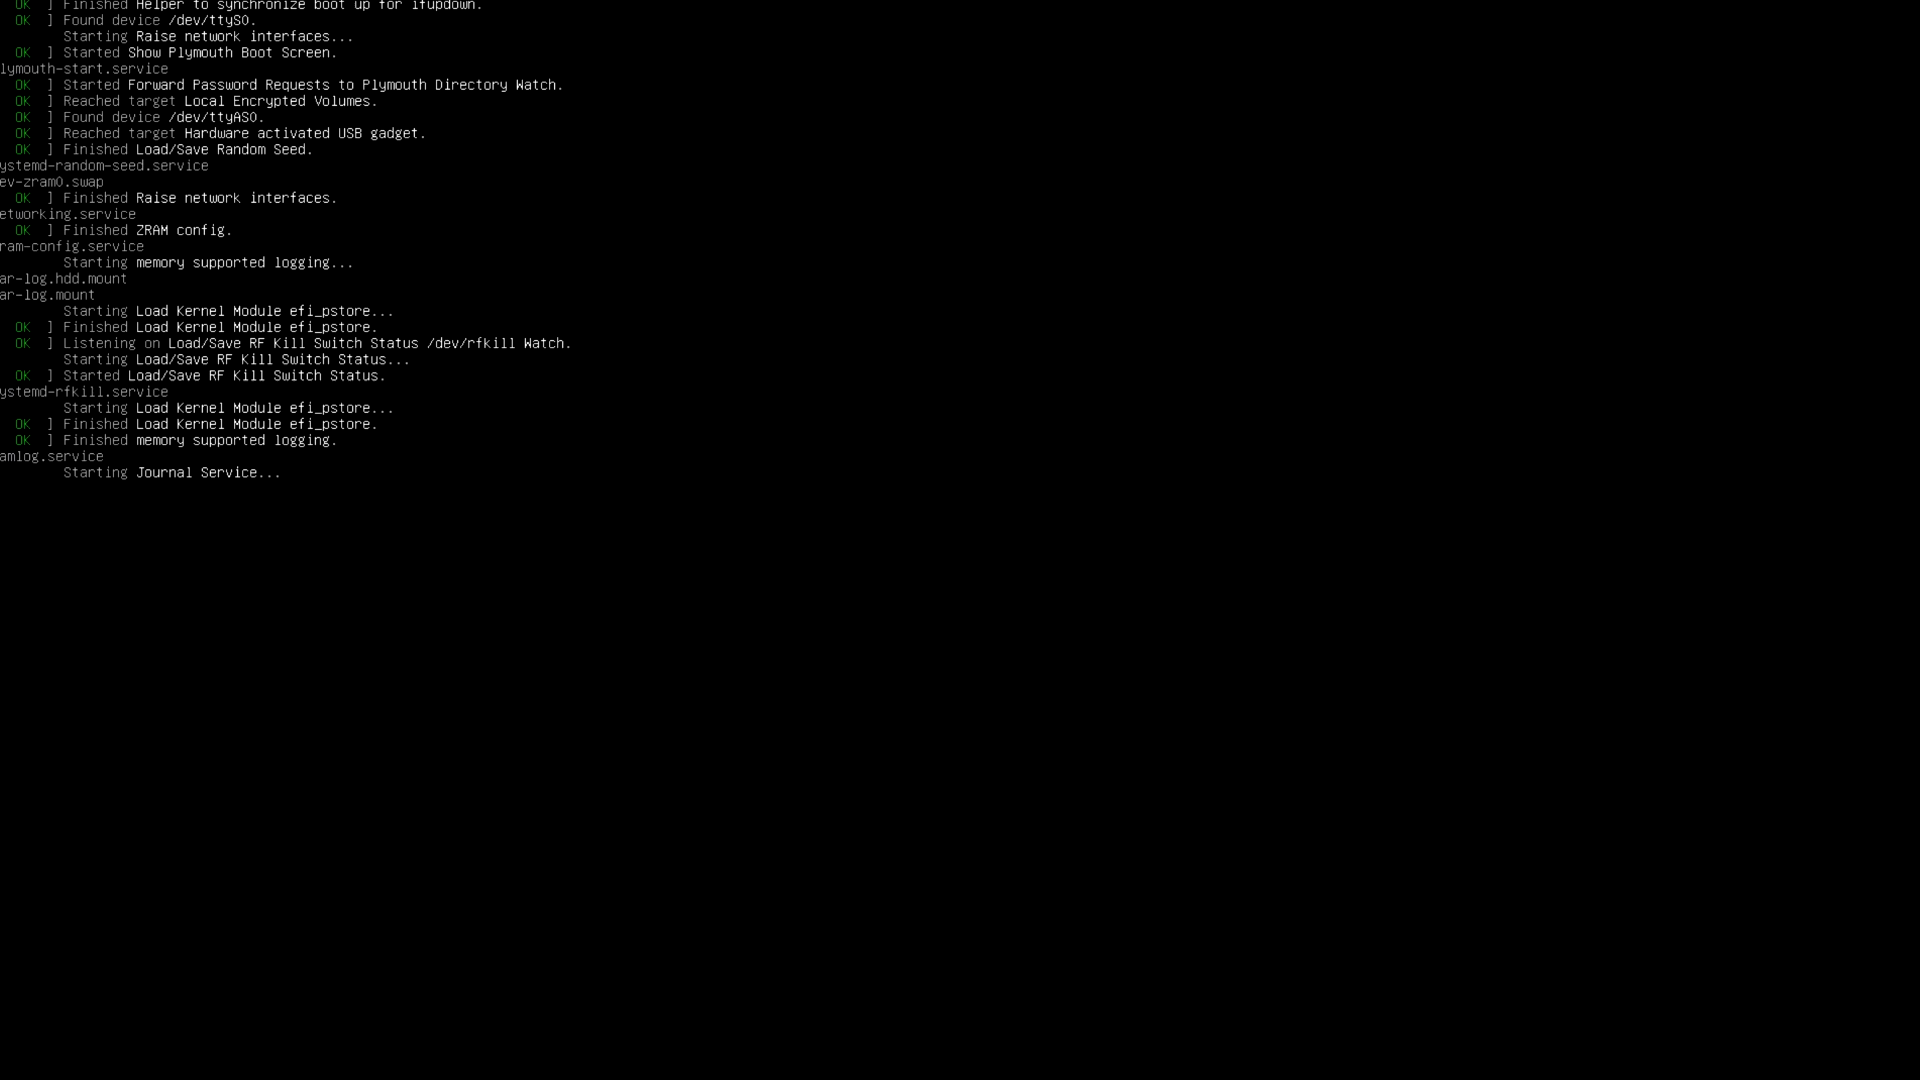 OK ] Finished Helper to synchronize boot up for ifupdown.
OK ] Found device /dev/ttyS0.
Starting Raise network interfaces...
OK ] Started Show Plymouth Boot Screen.
lymouth-start.service
OK ] Started Forward Password Requests to Plymouth Directory Watch.
OK ] Reached target Local Encrypted Volumes.
OK ] Found device /dev/ttyAS0.
OK ] Reached target Hardware activated USB gadget.
OK ] Finished Load/Save Random Seed.
ystemd-random-seed.service
ev-zram0.swap
OK ] Finished Raise network interfaces.
etworking.service
OK ] Finished ZRAM config.
ram-config.service
Starting memory supported logging...
ar-log.hdd.mount
ar-log.mount
Starting Load Kernel Module efi_pstore...
OK ] Finished Load Kernel Module efi_pstore.
OK ] Listening on Load/Save RF Kill Switch Status /dev/rfkill Watch.
Starting Load/Save RF Kill Switch Status...
OK ] Started Load/Save RF Kill Switch Status.
ystemd-rfkill.service
Starting Load Kernel Module efi_pstore...
OK ] Finished Load Kernel Module efi_pstore.
OK ] Finished memory supported logging.
amlog.service
Starting Journal Service...